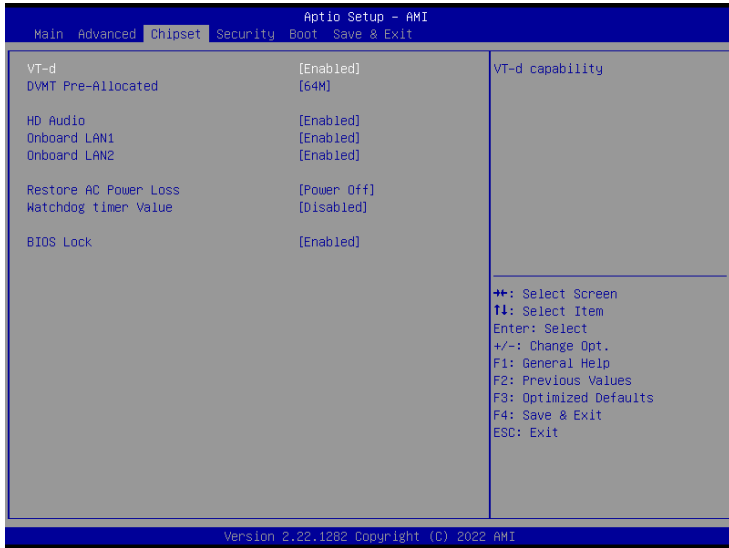 Aptio Setup – AMI
Main Advanced Chipset Security Boot Save & Exit
VT-d [Enabled]
DVMT Pre-Allocated [64M]
HD Audio [Enabled]
Onboard LAN1 [Enabled]
Onboard LAN2 [Enabled]
Restore AC Power Loss [Power Off]
Watchdog timer Value [Disabled]
BIOS Lock [Enabled]
VT-d capability
→←: Select Screen
↑↓: Select Item
Enter: Select
+/-: Change Opt.
F1: General Help
F2: Previous Values
F3: Optimized Defaults
F4: Save & Exit
ESC: Exit
Version 2.22.1282 Copyright (C) 2022 AMI